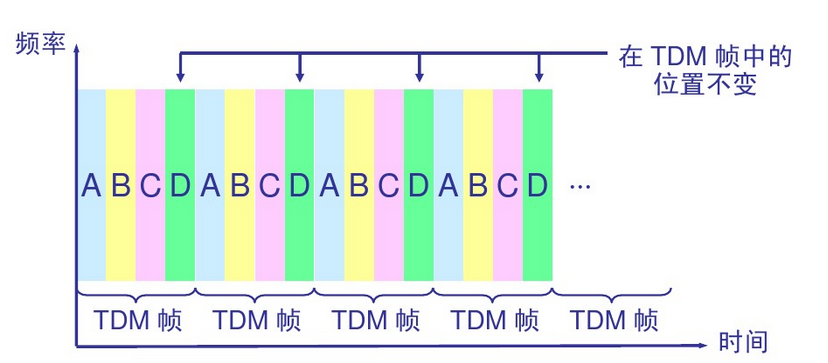 频率
在 TDM 帧中的
位置不变
A B C D A B C D A B C D A B C D …
TDM 帧 TDM 帧 TDM 帧 TDM 帧 TDM 帧
时间